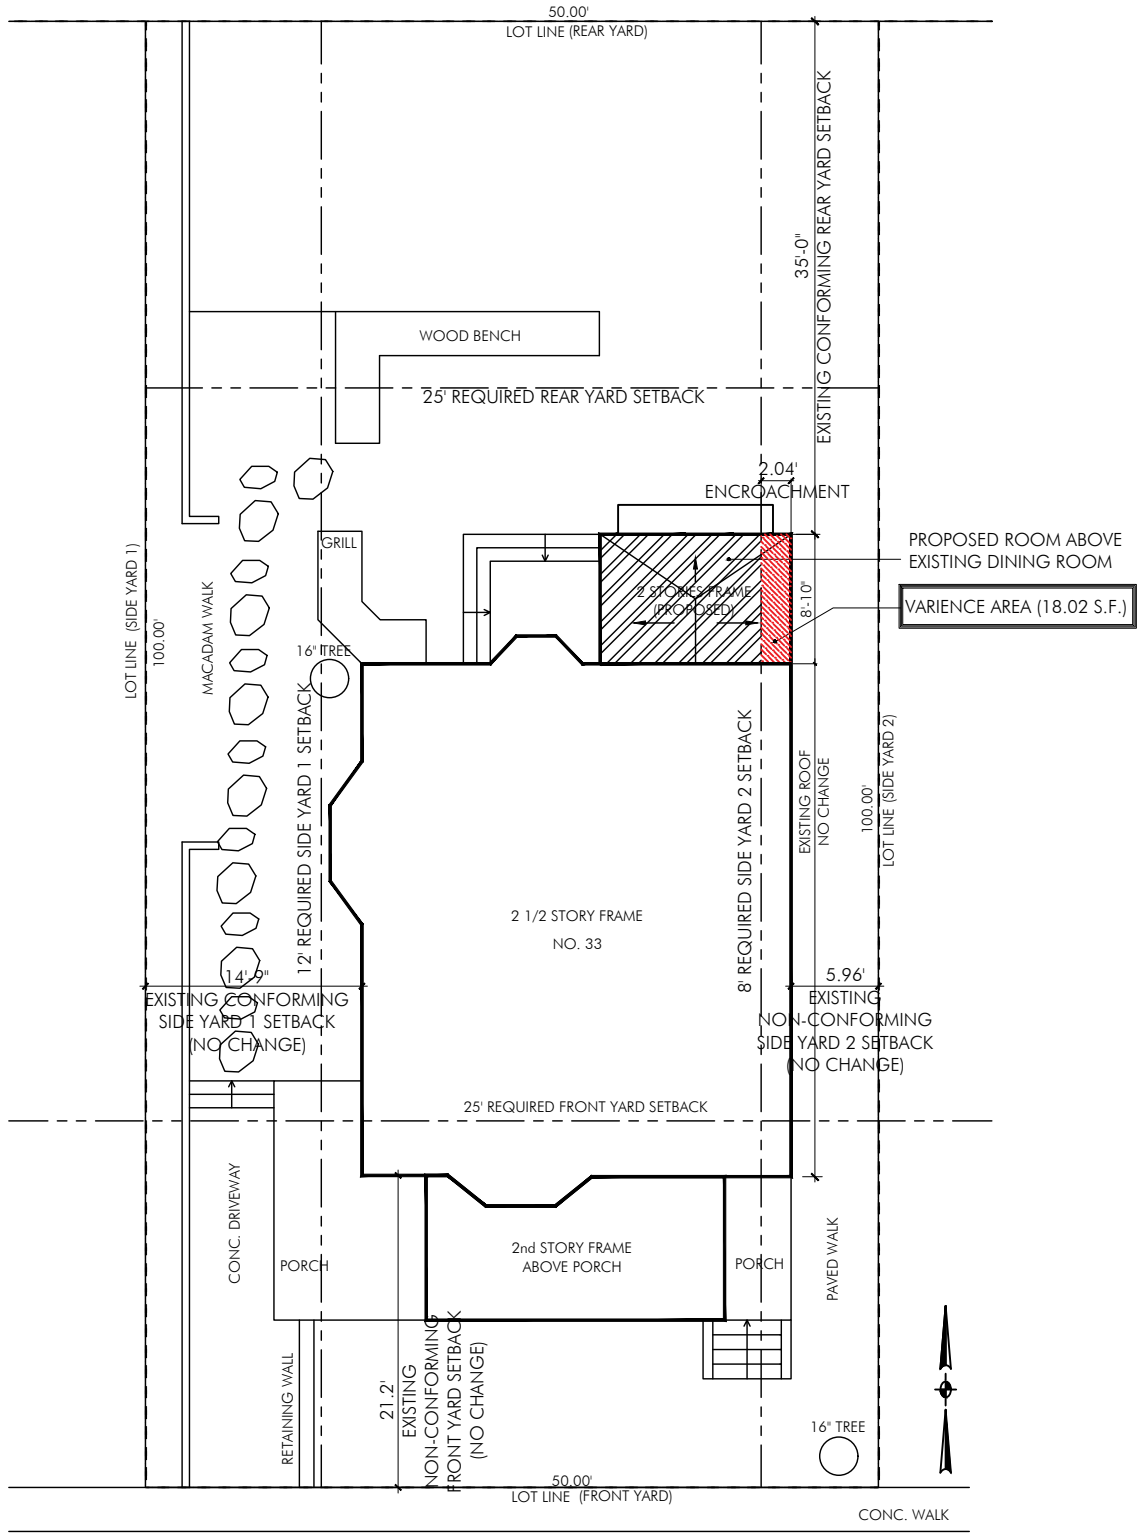 50.00'
LOT LINE (REAR YARD)
35'-0"
EXISTING CONFORMING REAR YARD SETBACK
WOOD BENCH
25' REQUIRED REAR YARD SETBACK
2.04'
ENCROACHMENT
PROPOSED ROOM ABOVE
EXISTING DINING ROOM
VARIENCE AREA (18.02 S.F.)
GRILL
2 STORIES FRAME
(PROPOSED)
8'-10"
LOT LINE (SIDE YARD 1)
100.00'
MACADAM WALK
16" TREE
12' REQUIRED SIDE YARD 1 SETBACK
8' REQUIRED SIDE YARD 2 SETBACK
EXISTING ROOF
NO CHANGE
100.00'
LOT LINE (SIDE YARD 2)
2 1/2 STORY FRAME
NO. 33
14'-9"
EXISTING CONFORMING
SIDE YARD 1 SETBACK
(NO CHANGE)
5.96'
EXISTING
NON-CONFORMING
SIDE YARD 2 SETBACK
(NO CHANGE)
25' REQUIRED FRONT YARD SETBACK
CONC. DRIVEWAY
PORCH
2nd STORY FRAME
ABOVE PORCH
PORCH
PAVED WALK
RETAINING WALL
21.2'
EXISTING
NON-CONFORMING
FRONT YARD SETBACK
(NO CHANGE)
16" TREE
50.00'
LOT LINE (FRONT YARD)
CONC. WALK